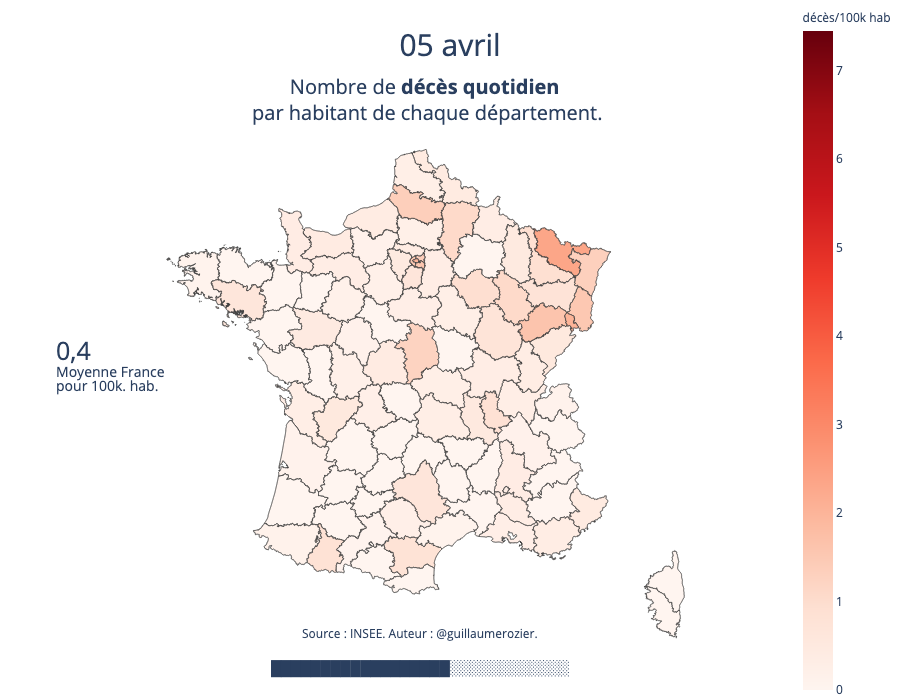 décès/100k hab
05 avril
Nombre de décès quotidien
par habitant de chaque département.
7
6
5
4
3
2
1
0
0,4
Moyenne France
pour 100k. hab.
Source : INSEE. Auteur : @guillaumerozier.